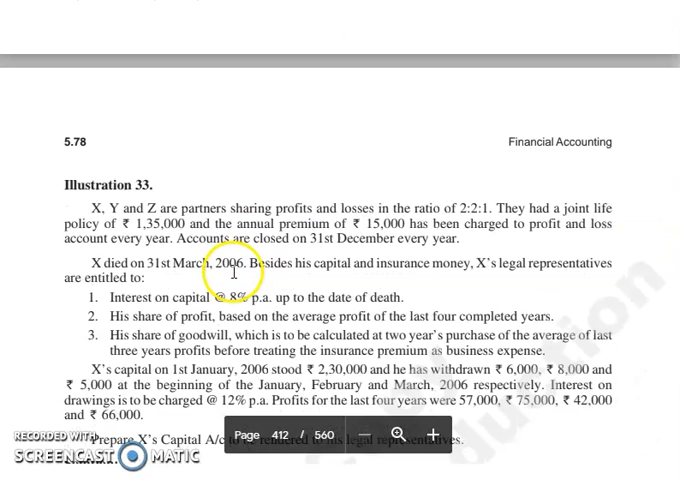 5.78 Financial Accounting
Illustration 33.
X, Y and Z are partners sharing profits and losses in the ratio of 2:2:1. They had a joint life
policy of ₹ 1,35,000 and the annual premium of ₹ 15,000 has been charged to profit and loss
account every year. Accounts are closed on 31st December every year.
X died on 31st March, 2006. Besides his capital and insurance money, X's legal representatives
are entitled to:
1. Interest on capital @ 8% p.a. up to the date of death.
2. His share of profit, based on the average profit of the last four completed years.
3. His share of goodwill, which is to be calculated at two year's purchase of the average of last
three years profits before treating the insurance premium as business expense.
X's capital on 1st January, 2006 stood ₹ 2,30,000 and he has withdrawn ₹ 6,000, ₹ 8,000 and
₹ 5,000 at the beginning of the January, February and March, 2006 respectively. Interest on
drawings is to be charged @ 12% p.a. Profits for the last four years were 57,000, ₹ 75,000, ₹ 42,000
and ₹ 66,000.
Prepare X's Capital A/c to be rendered to his legal representatives.
Page 412 / 560
RECORDED WITH
SCREENCAST MATIC